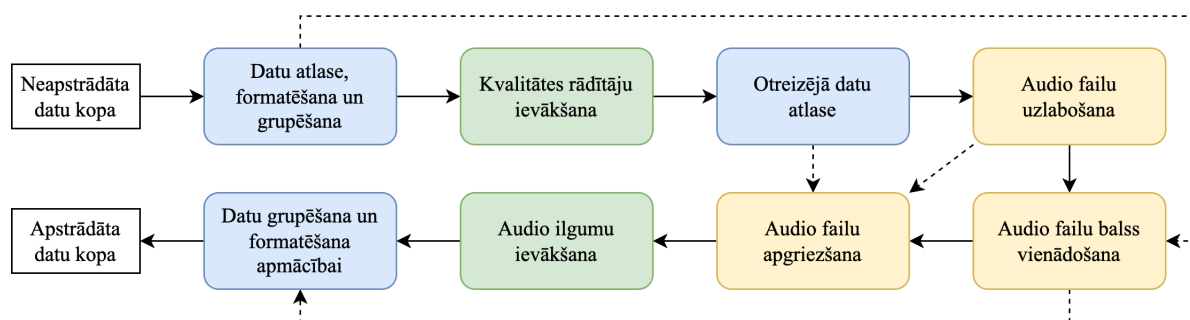 Neapstrādāta
datu kopa
Datu atlase,
formatēšana un
grupēšana
Kvalitātes rādītāju
ievākšana
Otreizējā datu
atlase
Audio failu
uzlabošana
Apstrādāta
datu kopa
Datu grupēšana un
formatēšana
apmācībai
Audio ilgumu
ievākšana
Audio failu
apgriezšana
Audio failu balss
vienādošana